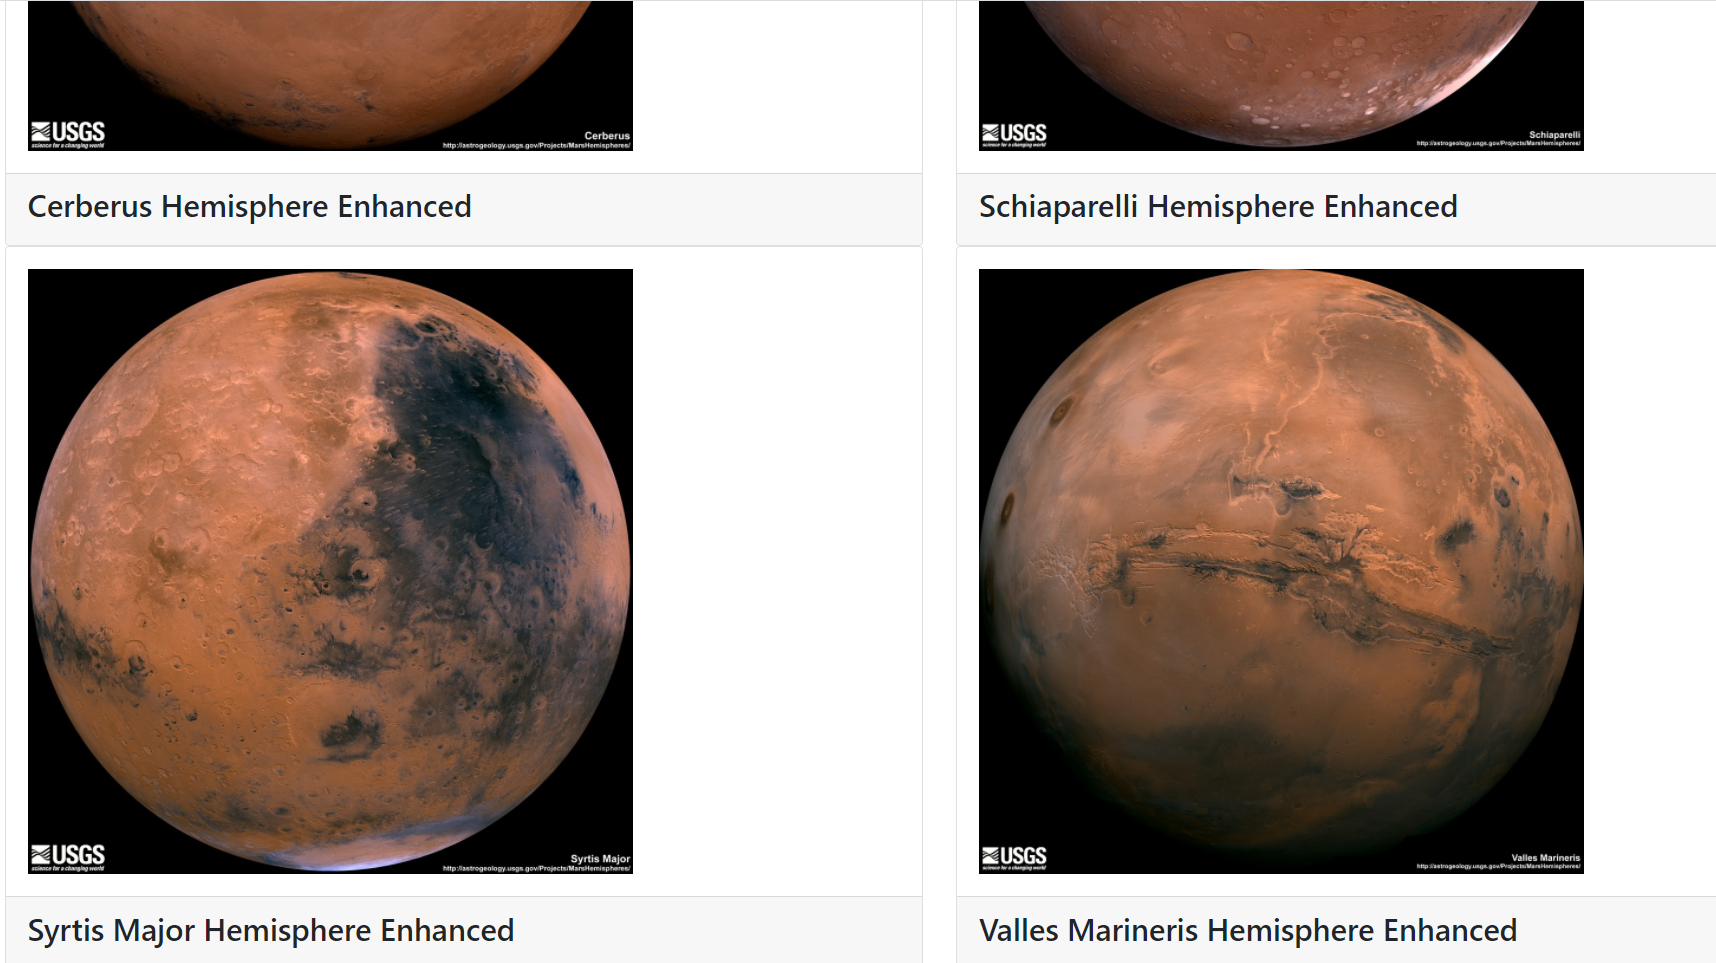 USGS
science for a changing world
Cerberus
http://astrogeology.usgs.gov/Projects/MarsHemispheres/
USGS
science for a changing world
Schiaparelli
http://astrogeology.usgs.gov/Projects/MarsHemispheres/
Cerberus Hemisphere Enhanced
Schiaparelli Hemisphere Enhanced
USGS
science for a changing world
Syrtis Major
http://astrogeology.usgs.gov/Projects/MarsHemispheres/
USGS
science for a changing world
Valles Marineris
http://astrogeology.usgs.gov/Projects/MarsHemispheres/
Syrtis Major Hemisphere Enhanced
Valles Marineris Hemisphere Enhanced